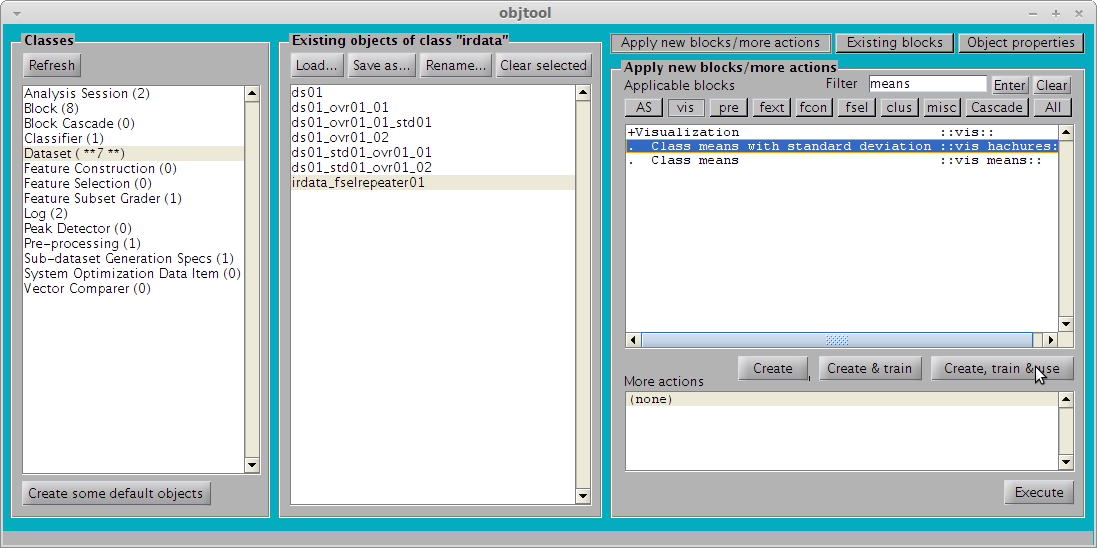 objtool
Classes
Refresh
Analysis Session (2)
Block (8)
Block Cascade (0)
Classifier (1)
Dataset ( **7 **)
Feature Construction (0)
Feature Selection (0)
Feature Subset Grader (1)
Log (2)
Peak Detector (0)
Pre-processing (1)
Sub-dataset Generation Specs (1)
System Optimization Data Item (0)
Vector Comparer (0)
Create some default objects
Existing objects of class "irdata"
Load... Save as... Rename... Clear selected
ds01
ds01_ovr01_01
ds01_ovr01_01_std01
ds01_ovr01_02
ds01_std01_ovr01_01
ds01_std01_ovr01_02
irdata_fselrepeater01
Apply new blocks/more actions Existing blocks Object properties
Apply new blocks/more actions
Applicable blocks Filter means Enter Clear
AS vis pre fext fcon fsel clus misc Cascade All
+Visualization ::vis::
. Class means with standard deviation ::vis hachures:
. Class means ::vis means::
Create Create & train Create, train & use
More actions
(none)
Execute